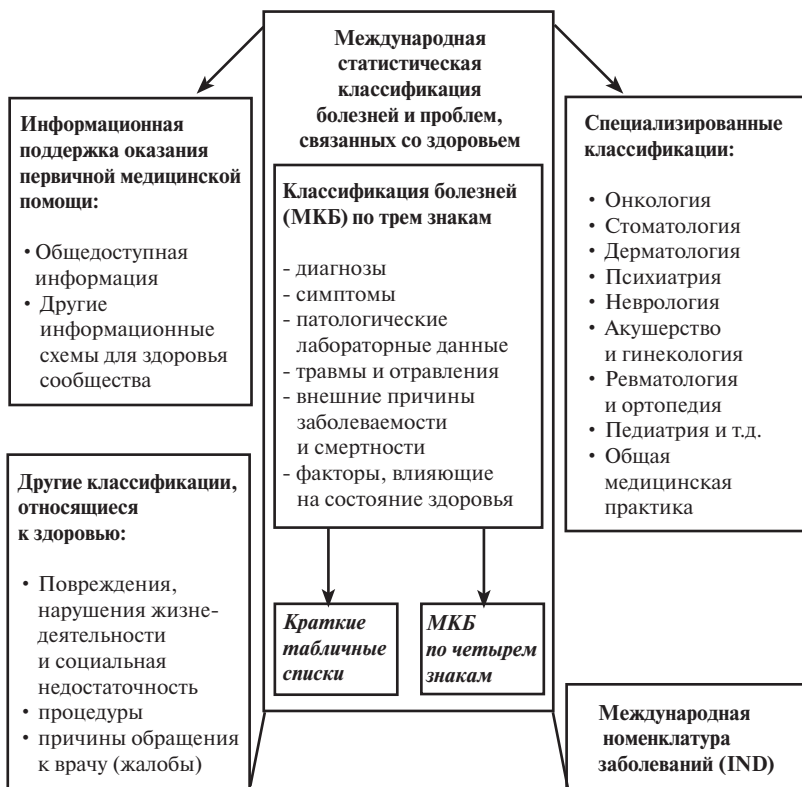 Международная
статистическая
классификация
болезней и проблем,
связанных со здоровьем
Информационная
поддержка оказания
первичной медицинской
помощи:
• Общедоступная
информация
• Другие
информационные
схемы для здоровья
сообщества
Классификация болезней
(МКБ) по трем знакам
- диагнозы
- симптомы
- патологические
лабораторные данные
- травмы и отравления
- внешние причины
заболеваемости
и смертности
- факторы, влияющие
на состояние здоровья
Специализированные
классификации:
• Онкология
• Стоматология
• Дерматология
• Психиатрия
• Неврология
• Акушерство
и гинекология
• Ревматология
и ортопедия
• Педиатрия и т.д.
• Общая
медицинская
практика
Другие классификации,
относящиеся
к здоровью:
• Повреждения,
нарушения жизне-
деятельности
и социальная
недостаточность
• процедуры
• причины обращения
к врачу (жалобы)
Краткие
табличные
списки
МКБ
по четырем
знакам
Международная
номенклатура
заболеваний (IND)